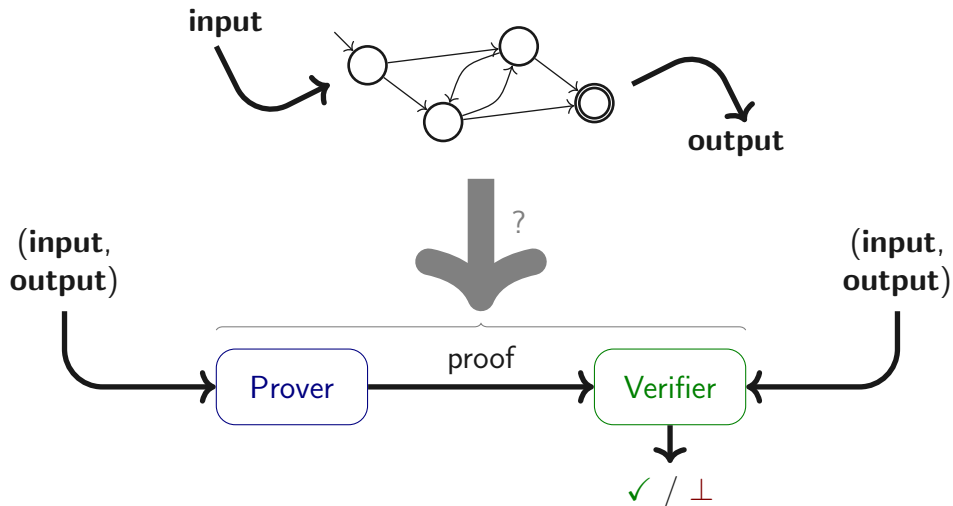 input
output
?
(input,
output)
(input,
output)
proof
Prover
Verifier
✓ / ⊥